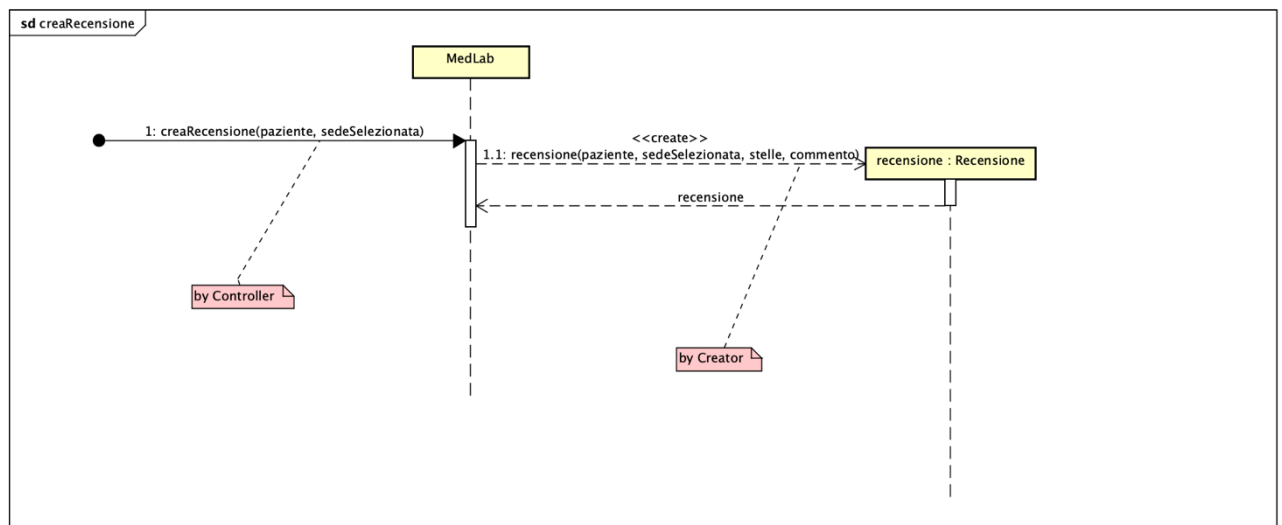 sd creaRecensione
MedLab
1: creaRecensione(paziente, sedeSelezionata)
<<create>>
1.1: recensione(paziente, sedeSelezionata, stelle, commento)
recensione : Recensione
recensione
by Controller
by Creator